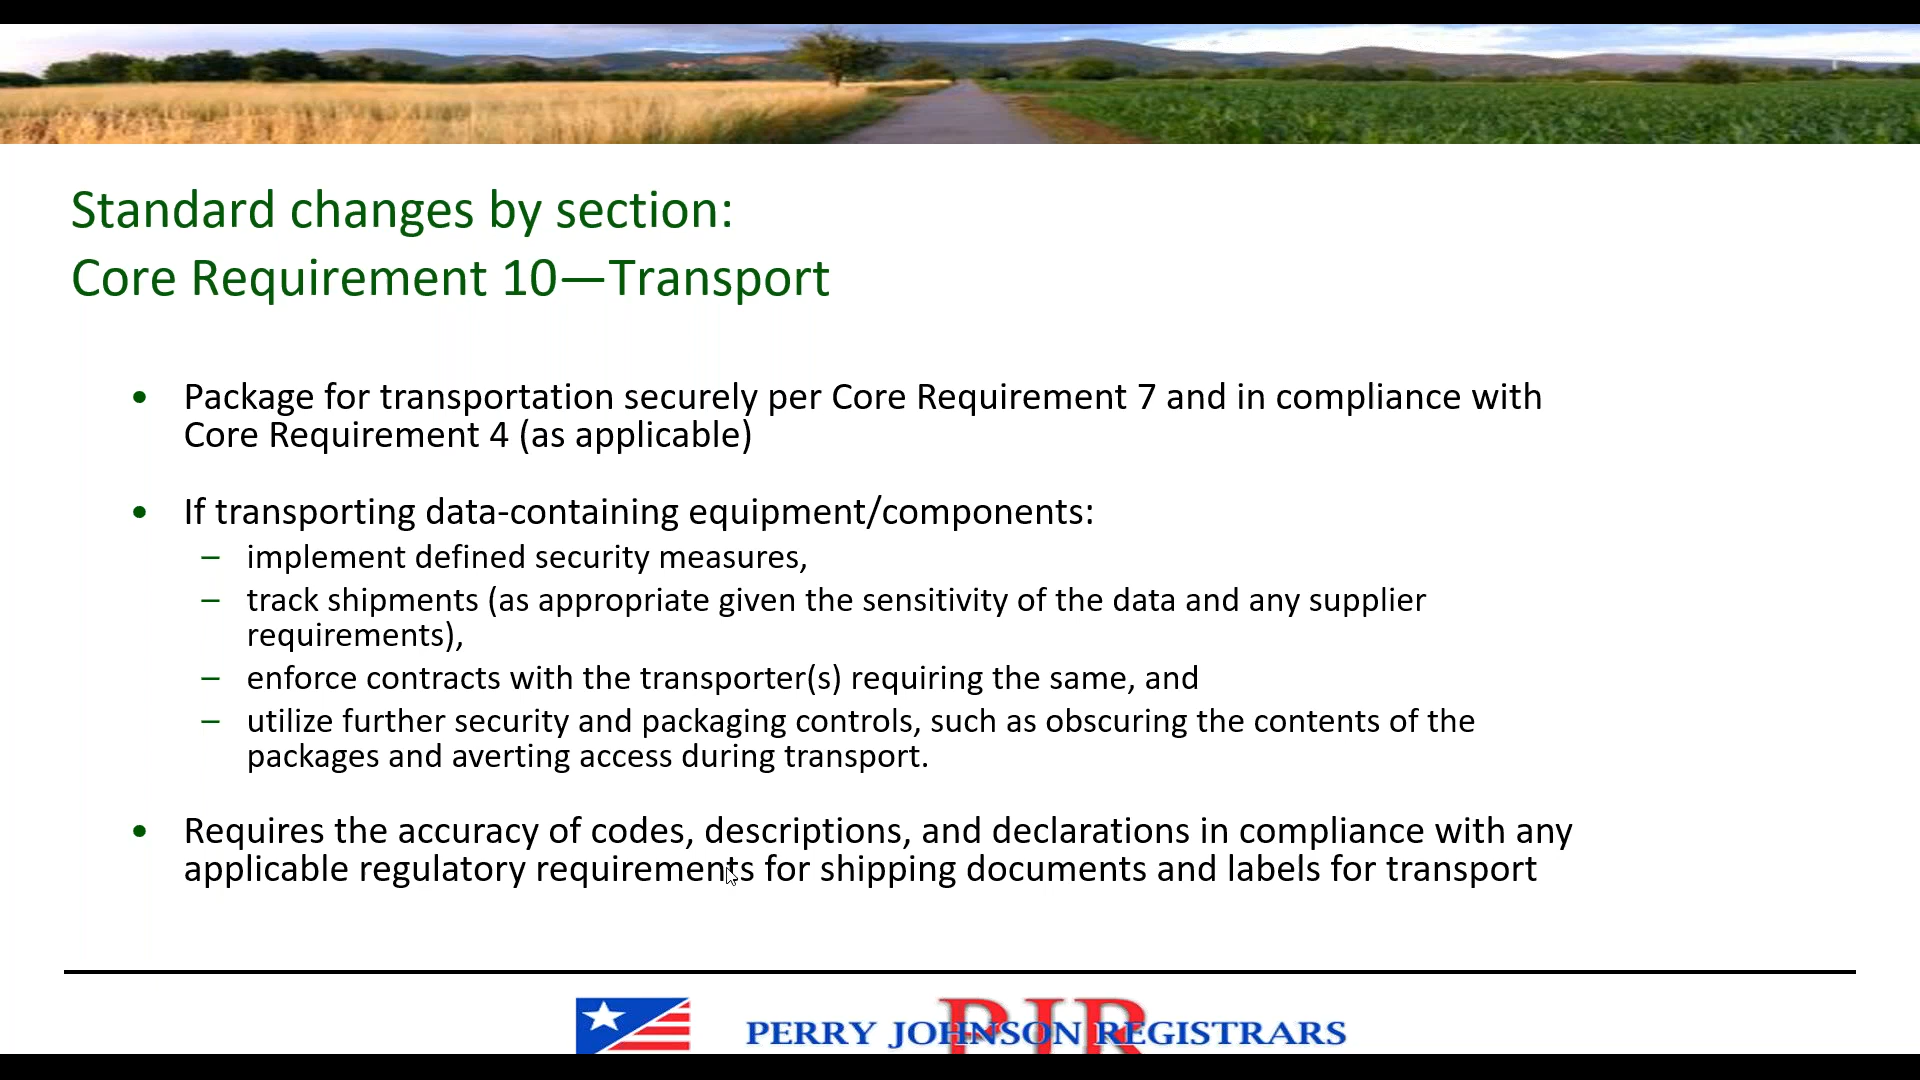 Standard changes by section:
Core Requirement 10—Transport
• Package for transportation securely per Core Requirement 7 and in compliance with
Core Requirement 4 (as applicable)
• If transporting data-containing equipment/components:
– implement defined security measures,
– track shipments (as appropriate given the sensitivity of the data and any supplier
requirements),
– enforce contracts with the transporter(s) requiring the same, and
– utilize further security and packaging controls, such as obscuring the contents of the
packages and averting access during transport.
• Requires the accuracy of codes, descriptions, and declarations in compliance with any
applicable regulatory requirements for shipping documents and labels for transport
PJR
PERRY JOHNSON REGISTRARS